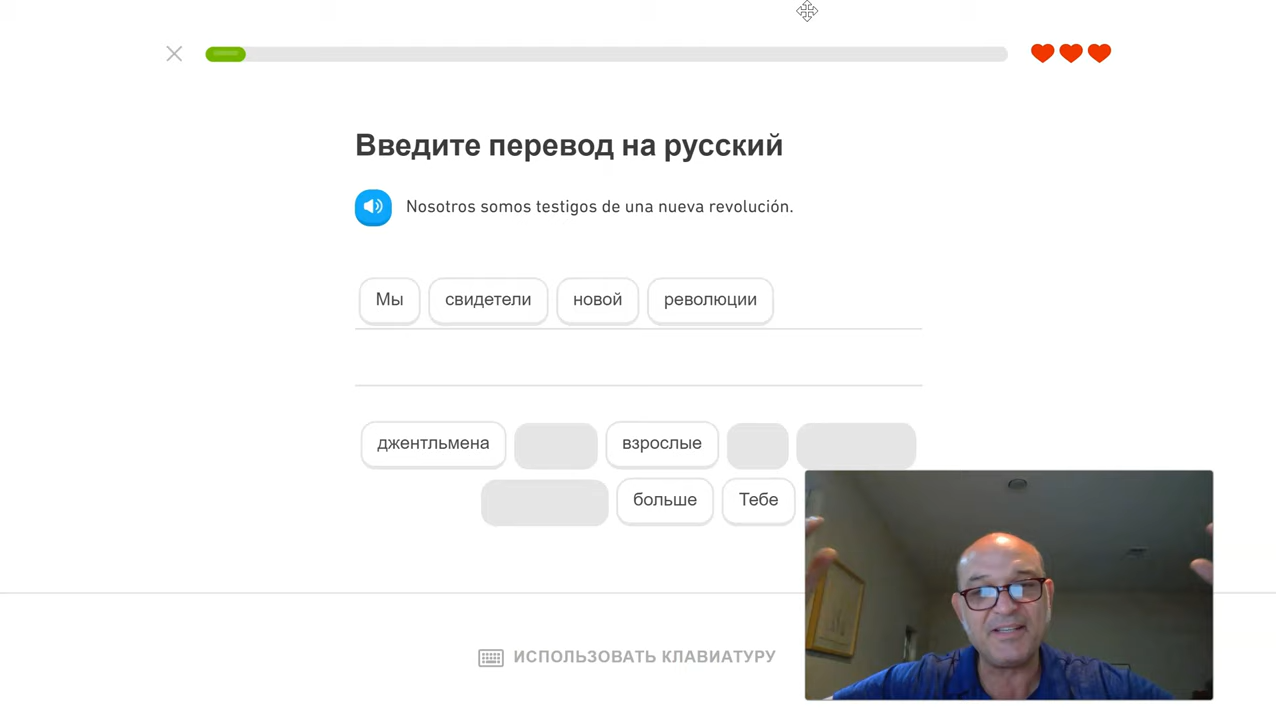 Введите перевод на русский
Nosotros somos testigos de una nueva revolución.
Мы свидетели новой революции
джентльмена взрослые
больше Тебе
ИСПОЛЬЗОВАТЬ КЛАВИАТУРУ